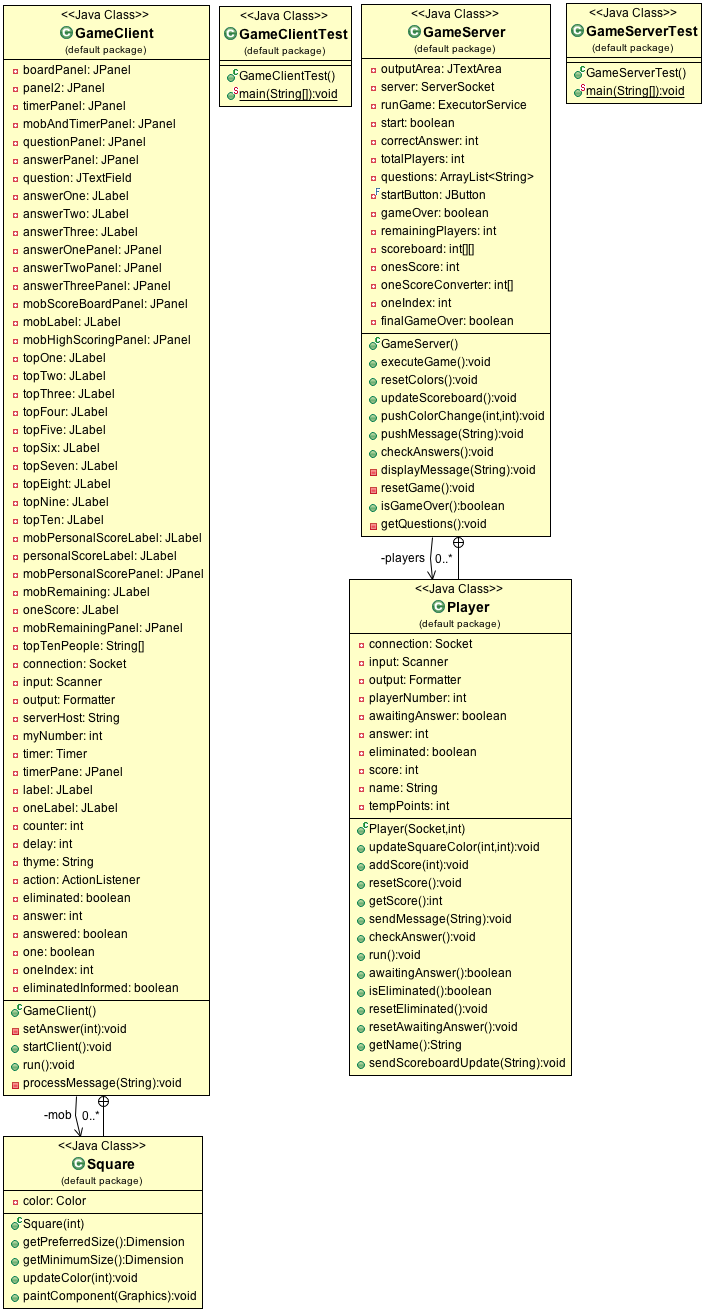 <<Java Class>>
GameClient
(default package)
boardPanel: JPanel
panel2: JPanel
timerPanel: JPanel
mobAndTimerPanel: JPanel
questionPanel: JPanel
answerPanel: JPanel
question: JTextField
answerOne: JLabel
answerTwo: JLabel
answerThree: JLabel
answerOnePanel: JPanel
answerTwoPanel: JPanel
answerThreePanel: JPanel
mobScoreBoardPanel: JPanel
mobLabel: JLabel
mobHighScoringPanel: JPanel
topOne: JLabel
topTwo: JLabel
topThree: JLabel
topFour: JLabel
topFive: JLabel
topSix: JLabel
topSeven: JLabel
topEight: JLabel
topNine: JLabel
topTen: JLabel
mobPersonalScoreLabel: JLabel
personalScoreLabel: JLabel
mobPersonalScorePanel: JPanel
mobRemaining: JLabel
oneScore: JLabel
mobRemainingPanel: JPanel
topTenPeople: String[]
connection: Socket
input: Scanner
output: Formatter
serverHost: String
myNumber: int
timer: Timer
timerPane: JPanel
label: JLabel
oneLabel: JLabel
counter: int
delay: int
thyme: String
action: ActionListener
eliminated: boolean
answer: int
answered: boolean
one: boolean
oneIndex: int
eliminatedInformed: boolean
GameClient()
setAnswer(int):void
startClient():void
run():void
processMessage(String):void
-mob 0..*
<<Java Class>>
Square
(default package)
color: Color
Square(int)
getPreferredSize():Dimension
getMinimumSize():Dimension
updateColor(int):void
paintComponent(Graphics):void
<<Java Class>>
GameClientTest
(default package)
GameClientTest()
main(String[]):void
<<Java Class>>
GameServer
(default package)
outputArea: JTextArea
server: ServerSocket
runGame: ExecutorService
start: boolean
correctAnswer: int
totalPlayers: int
questions: ArrayList<String>
startButton: JButton
gameOver: boolean
remainingPlayers: int
scoreboard: int[][]
onesScore: int
oneScoreConverter: int[]
oneIndex: int
finalGameOver: boolean
GameServer()
executeGame():void
resetColors():void
updateScoreboard():void
pushColorChange(int,int):void
pushMessage(String):void
checkAnswers():void
displayMessage(String):void
resetGame():void
isGameOver():boolean
getQuestions():void
-players 0..*
<<Java Class>>
Player
(default package)
connection: Socket
input: Scanner
output: Formatter
playerNumber: int
awaitingAnswer: boolean
answer: int
eliminated: boolean
score: int
name: String
tempPoints: int
Player(Socket,int)
updateSquareColor(int,int):void
addScore(int):void
resetScore():void
getScore():int
sendMessage(String):void
checkAnswer():void
run():void
awaitingAnswer():boolean
isEliminated():boolean
resetEliminated():void
resetAwaitingAnswer():void
getName():String
sendScoreboardUpdate(String):void
<<Java Class>>
GameServerTest
(default package)
GameServerTest()
main(String[]):void